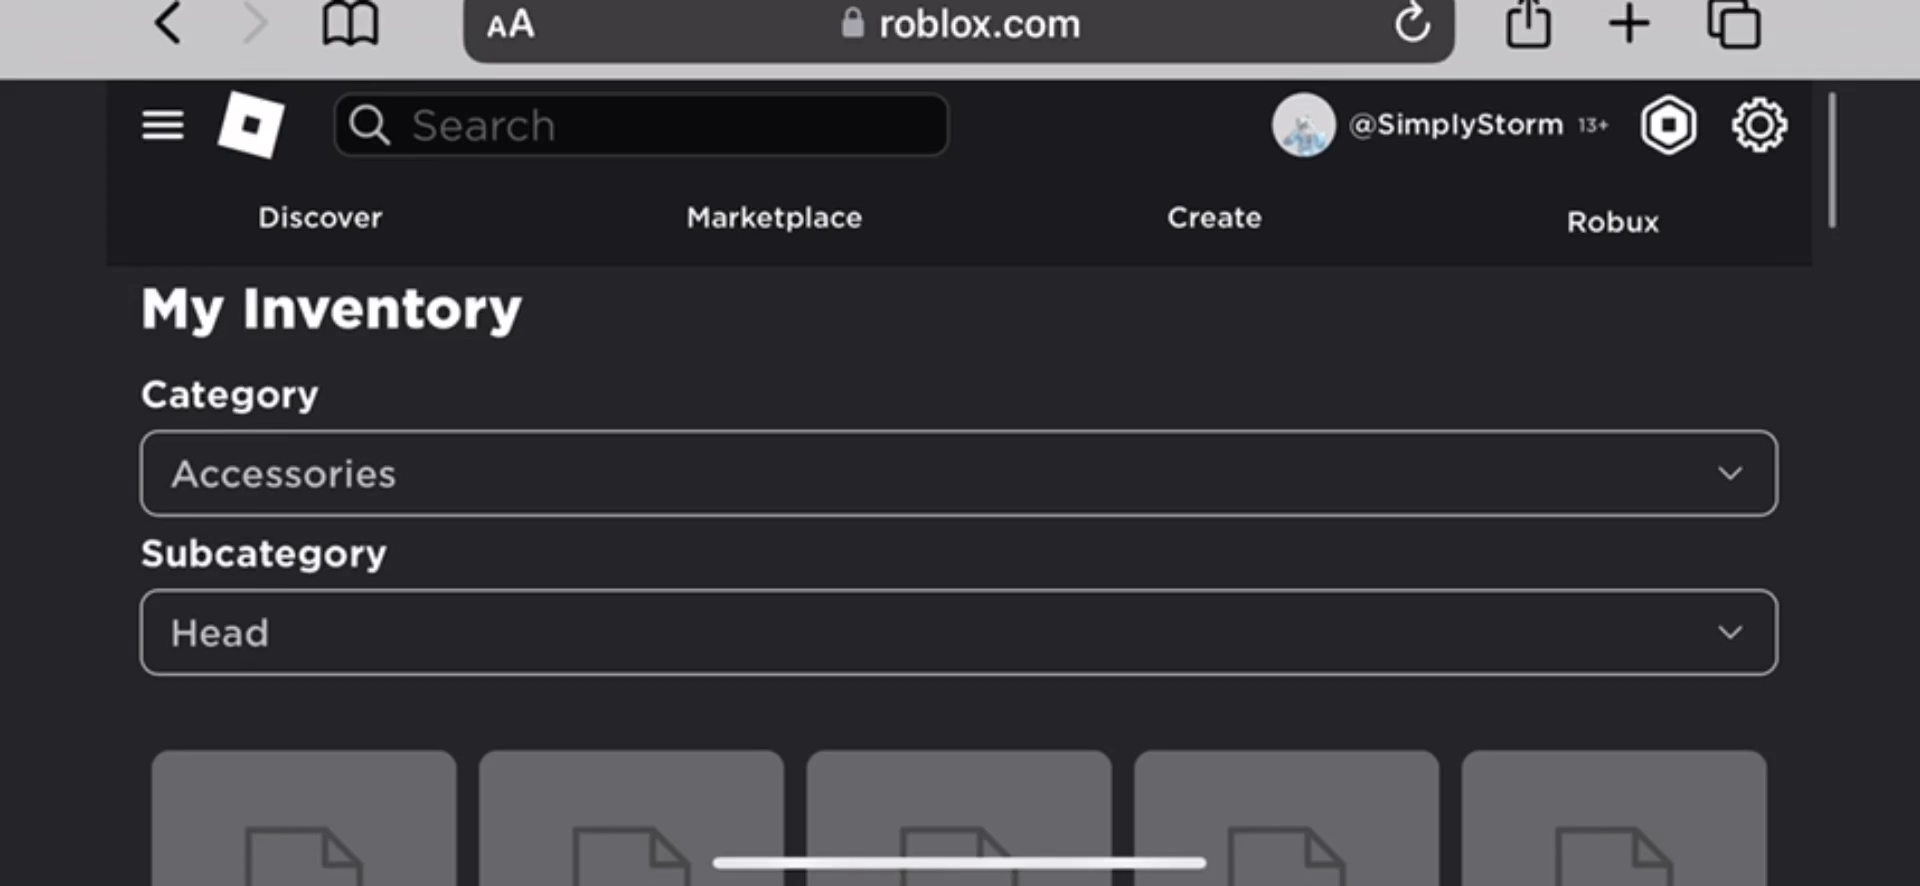 AA roblox.com
Search @SimplyStorm 13+
Discover Marketplace Create Robux
My Inventory
Category
Accessories
Subcategory
Head